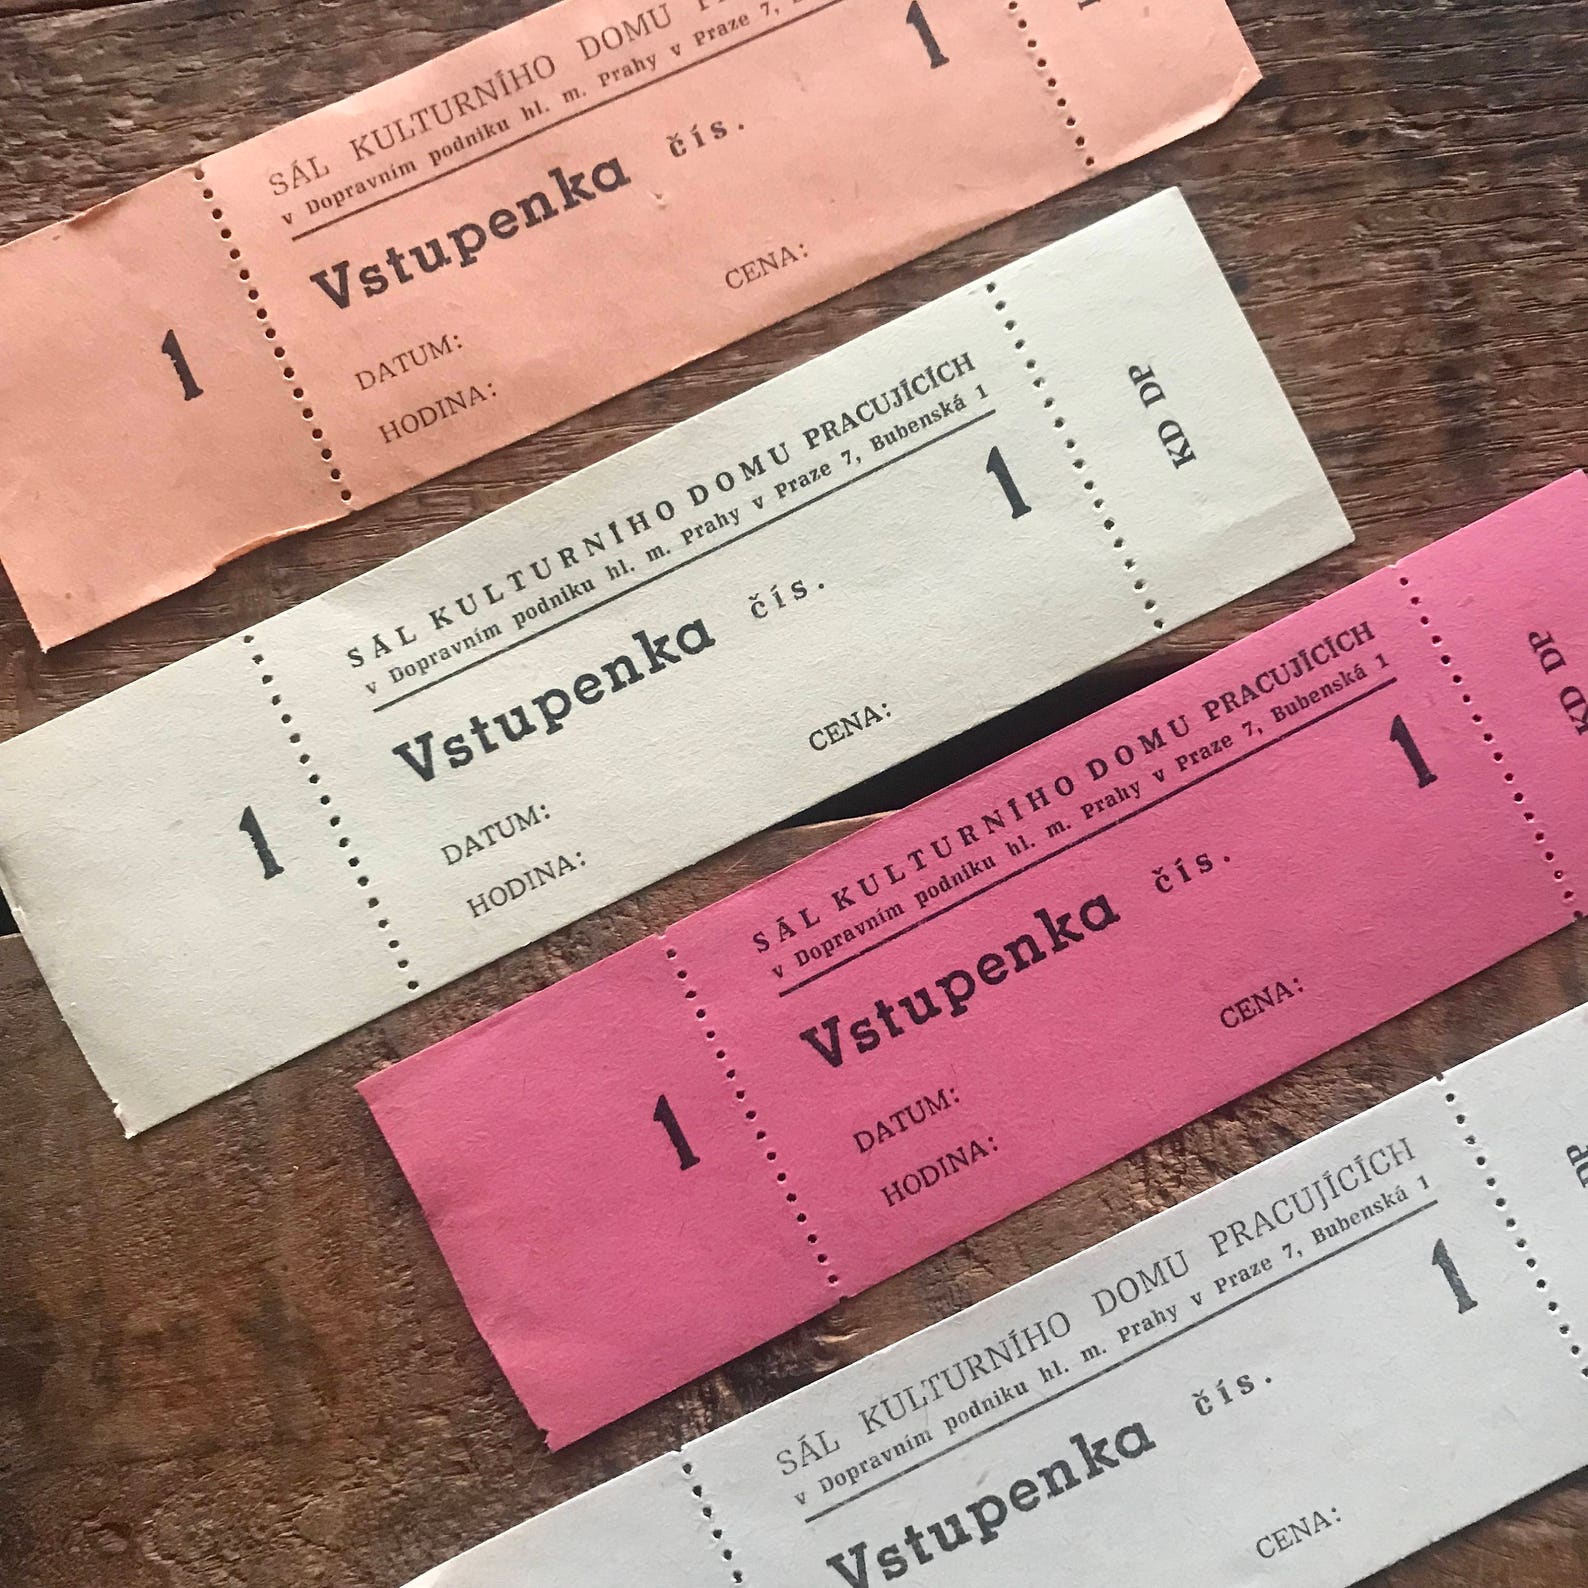 SÁL KULTURNÍHO DOMU
v Dopravním podniku hl. m. Prahy v Praze 7,
1
Vstupenka čís.
CENA:
DATUM:
HODINA:
1
SÁL KULTURNÍHO DOMU PRACUJÍCÍCH
v Dopravním podniku hl. m. Prahy v Praze 7, Bubenská 1
1
Vstupenka čís.
CENA:
DATUM:
HODINA:
1
KD DP
SÁL KULTURNÍHO DOMU PRACUJÍCÍCH
v Dopravním podniku hl. m. Prahy v Praze 7, Bubenská 1
1
Vstupenka čís.
CENA:
DATUM:
HODINA:
1
KD DP
SÁL KULTURNÍHO DOMU PRACUJÍCÍCH
v Dopravním podniku hl. m. Prahy v Praze 7, Bubenská 1
1
Vstupenka čís.
CENA:
DP